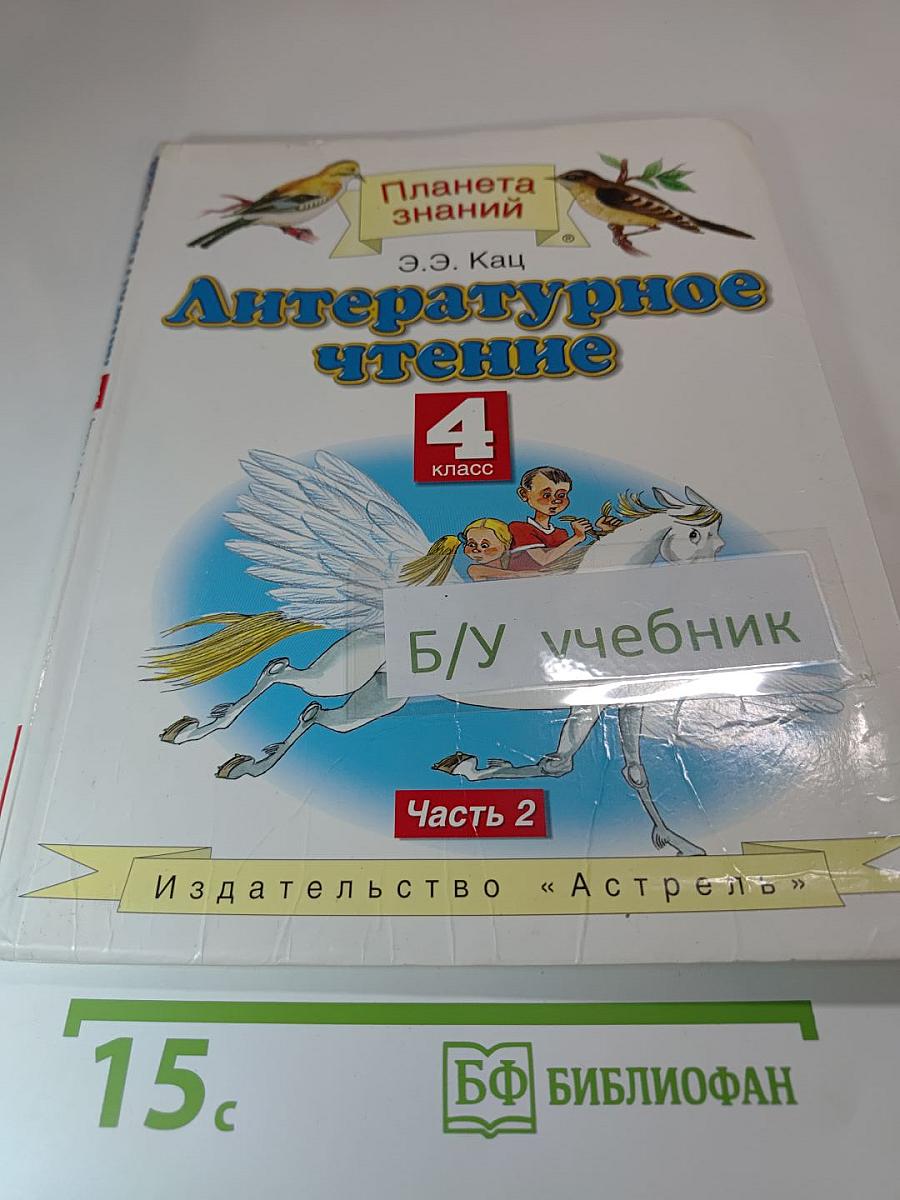 Планета
знаний
®
Э.Э. Кац
Литературное
чтение
4
класс
Б/У учебник
Часть 2
Издательство «Астрель»
15с
БФ БИБЛИОФАН